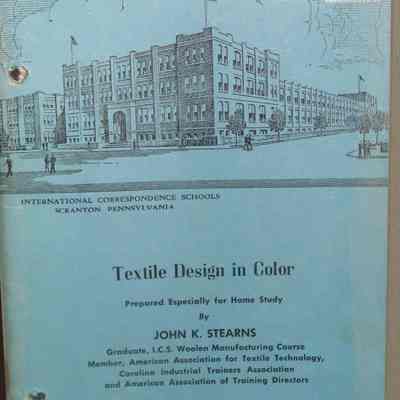 INTERNATIONAL CORRESPONDENCE SCHOOLS
SCRANTON PENNSYLVANIA
Textile Design in Color
Prepared Especially for Home Study
By
JOHN K. STEARNS
Graduate, I.C.S. Woolen Manufacturing Course
Member, American Association for Textile Technology,
Carolina Industrial Trainers Association
and American Association of Training Directors